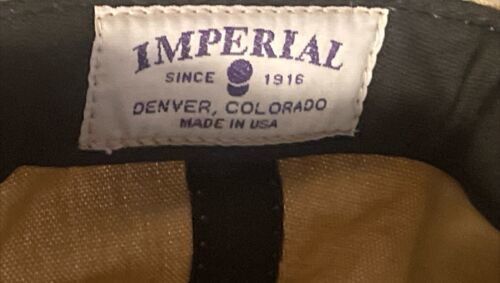 IMPERIAL
SINCE 1916
DENVER, COLORADO
MADE IN USA